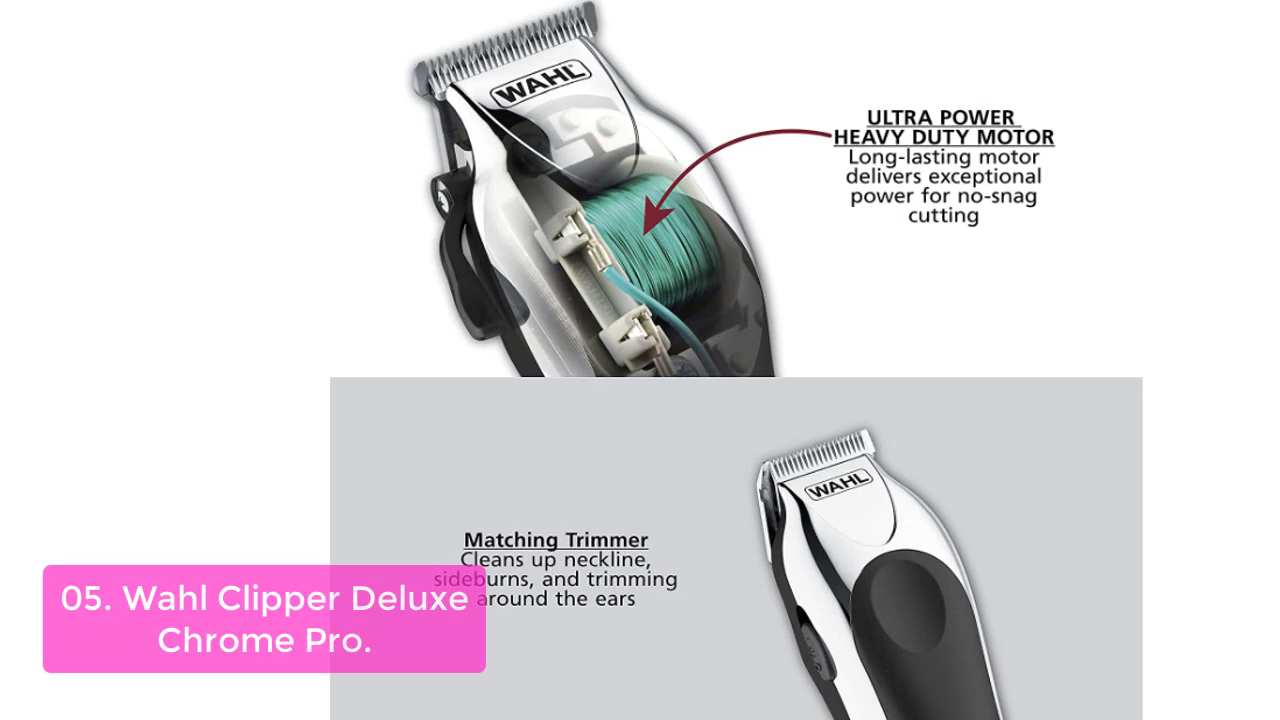 WAHL
ULTRA POWER
HEAVY DUTY MOTOR
Long-lasting motor
delivers exceptional
power for no-snag
cutting
WAHL
Matching Trimmer
Cleans up neckline,
sideburns, and trimming
around the ears
05. Wahl Clipper Deluxe
Chrome Pro.